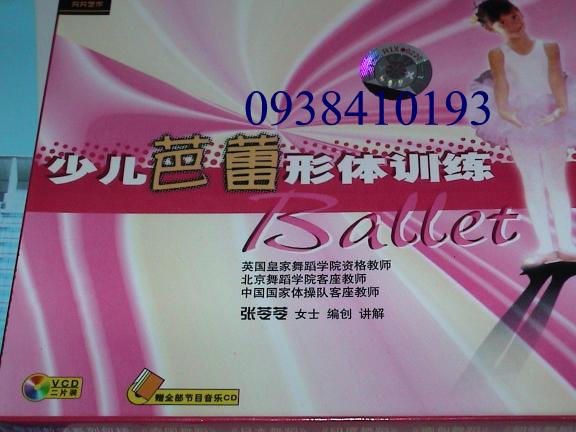 0938410193
少儿芭蕾形体训练
Ballet
英国皇家舞蹈学院资格教师
北京舞蹈学院客座教师
中国国家体操队客座教师
张苓苓 女士 编创 讲解
VCD
二片装
赠全部节目音乐CD